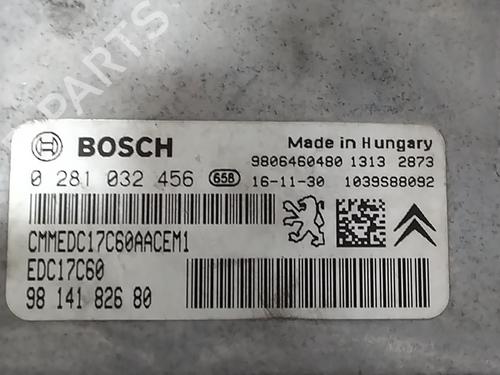 BOSCH
Made in Hungary
9806460480 1313 2873
0 281 032 456 658 16-11-30 1039S88092
CMMEDC17C60AACEM1
EDC17C60
98 141 826 80
B-PARTS